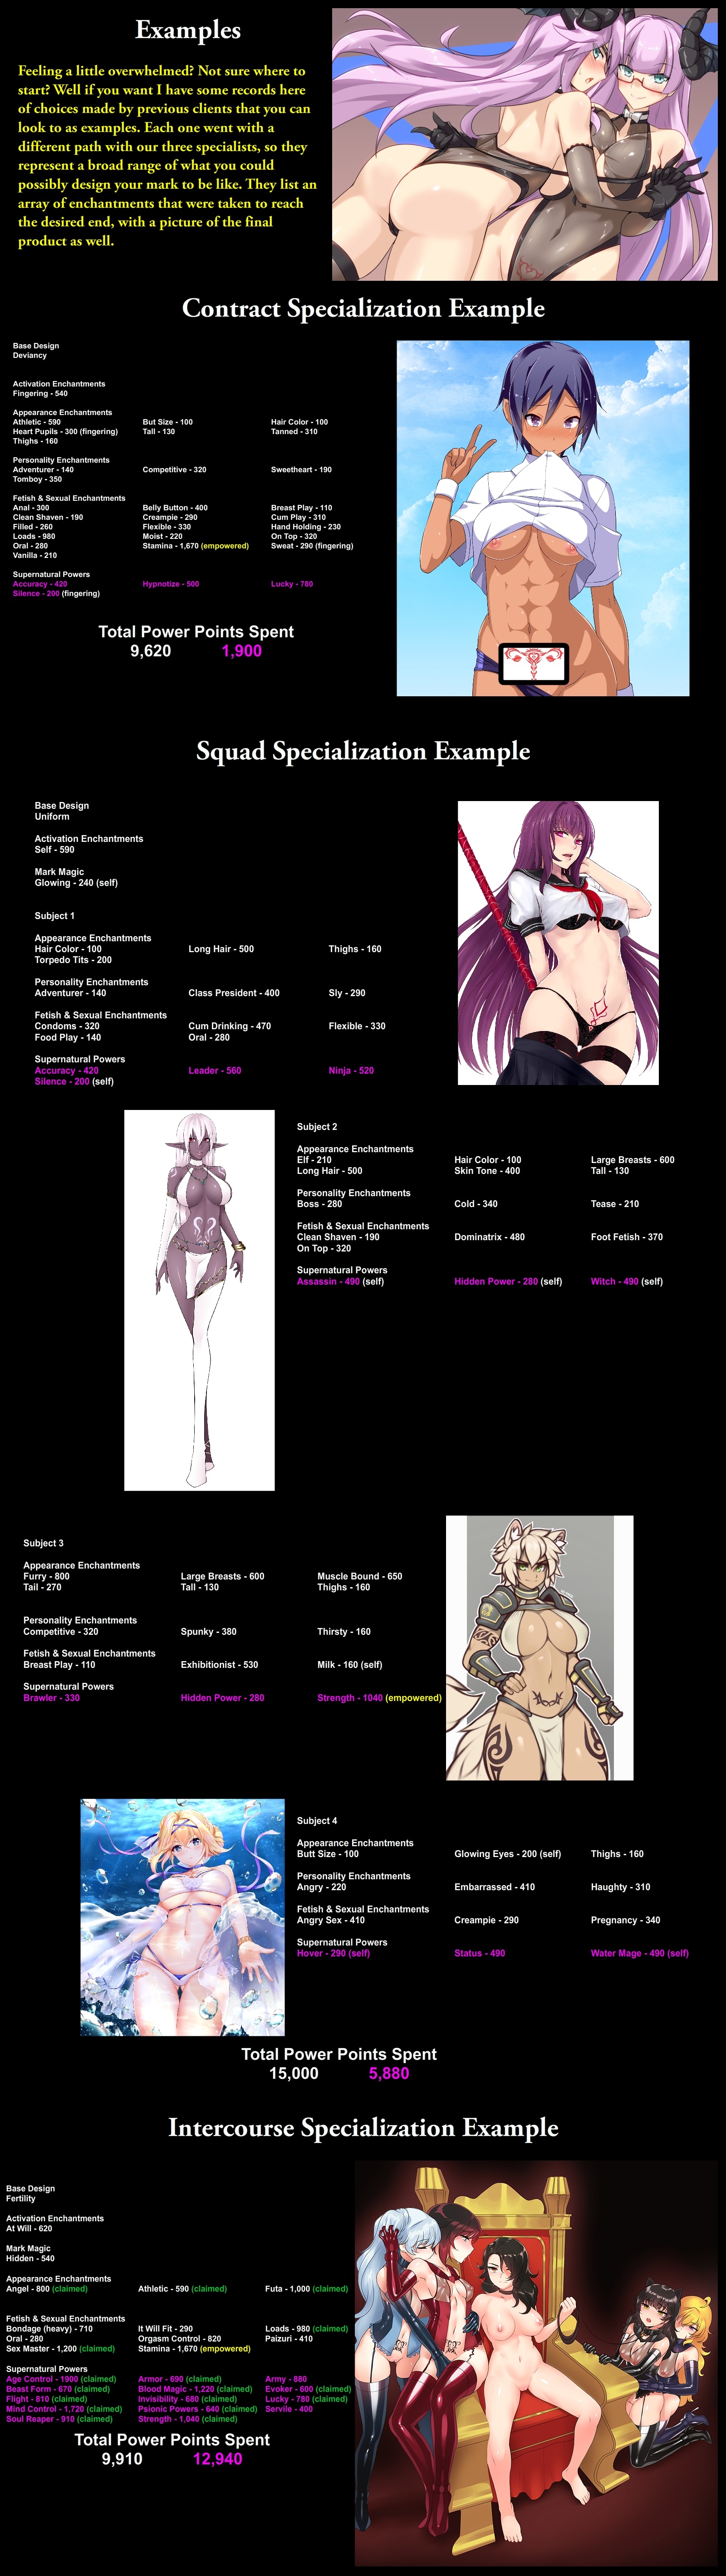 Examples
Feeling a little overwhelmed? Not sure where to
start? Well if you want I have some records here
of choices made by previous clients that you can
look to as examples. Each one went with a
different path with our three specialists, so they
represent a broad range of what you could
possibly design your mark to be like. They list an
array of enchantments that were taken to reach
the desired end, with a picture of the final
product as well.
Contract Specialization Example
Base Design
Deviancy
Activation Enchantments
Fingering - 540
Appearance Enchantments
Athletic - 590 But Size - 100 Hair Color - 100
Heart Pupils - 300 (fingering) Tall - 130 Tanned - 310
Thighs - 160
Personality Enchantments
Adventurer - 140 Competitive - 320 Sweetheart - 190
Tomboy - 350
Fetish & Sexual Enchantments
Anal - 300 Belly Button - 400 Breast Play - 110
Clean Shaven - 190 Creampie - 290 Cum Play - 310
Filled - 260 Flexible - 330 Hand Holding - 230
Loads - 980 Moist - 220 On Top - 320
Oral - 280 Stamina - 1,670 (empowered) Sweat - 290 (fingering)
Vanilla - 210
Supernatural Powers
Accuracy - 420 Hypnotize - 500 Lucky - 780
Silence - 200 (fingering)
Total Power Points Spent
9,620 1,900
Squad Specialization Example
Base Design
Uniform
Activation Enchantments
Self - 590
Mark Magic
Glowing - 240 (self)
Subject 1
Appearance Enchantments
Hair Color - 100 Long Hair - 500 Thighs - 160
Torpedo Tits - 200
Personality Enchantments
Adventurer - 140 Class President - 400 Sly - 290
Fetish & Sexual Enchantments
Condoms - 320 Cum Drinking - 470 Flexible - 330
Food Play - 140 Oral - 280
Supernatural Powers
Accuracy - 420 Leader - 560 Ninja - 520
Silence - 200 (self)
Subject 2
Appearance Enchantments
Elf - 210 Hair Color - 100 Large Breasts - 600
Long Hair - 500 Skin Tone - 400 Tall - 130
Personality Enchantments
Boss - 280 Cold - 340 Tease - 210
Fetish & Sexual Enchantments
Clean Shaven - 190 Dominatrix - 480 Foot Fetish - 370
On Top - 320
Supernatural Powers
Assassin - 490 (self) Hidden Power - 280 (self) Witch - 490 (self)
Subject 3
Appearance Enchantments
Furry - 800 Large Breasts - 600 Muscle Bound - 650
Tail - 270 Tall - 130 Thighs - 160
Personality Enchantments
Competitive - 320 Spunky - 380 Thirsty - 160
Fetish & Sexual Enchantments
Breast Play - 110 Exhibitionist - 530 Milk - 160 (self)
Supernatural Powers
Brawler - 330 Hidden Power - 280 Strength - 1040 (empowered)
Subject 4
Appearance Enchantments
Butt Size - 100 Glowing Eyes - 200 (self) Thighs - 160
Personality Enchantments
Angry - 220 Embarrassed - 410 Haughty - 310
Fetish & Sexual Enchantments
Angry Sex - 410 Creampie - 290 Pregnancy - 340
Supernatural Powers
Hover - 290 (self) Status - 490 Water Mage - 490 (self)
Total Power Points Spent
15,000 5,880
Intercourse Specialization Example
Base Design
Fertility
Activation Enchantments
At Will - 620
Mark Magic
Hidden - 540
Appearance Enchantments
Angel - 800 (claimed) Athletic - 590 (claimed) Futa - 1,000 (claimed)
Fetish & Sexual Enchantments
Bondage (heavy) - 710 It Will Fit - 290 Loads - 980 (claimed)
Oral - 280 Orgasm Control - 820 Paizuri - 410
Sex Master - 1,200 (claimed) Stamina - 1,670 (empowered)
Supernatural Powers
Age Control - 1900 (claimed) Armor - 690 (claimed) Army - 880
Beast Form - 670 (claimed) Blood Magic - 1,220 (claimed) Evoker - 600 (claimed)
Flight - 810 (claimed) Invisibility - 680 (claimed) Lucky - 780 (claimed)
Mind Control - 1,720 (claimed) Psionic Powers - 640 (claimed) Servile - 400
Soul Reaper - 910 (claimed) Strength - 1,040 (claimed)
Total Power Points Spent
9,910 12,940